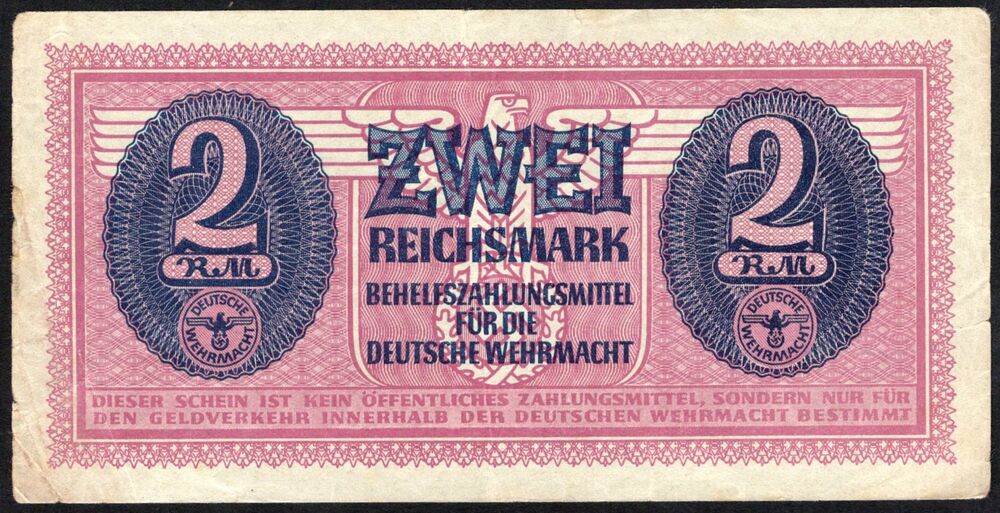 2
RM
DEUTSCHE
WEHRMACHT
ZWEI
REICHSMARK
BEHELFSZAHLUNGSMITTEL
FÜR DIE
DEUTSCHE WEHRMACHT
2
RM
DEUTSCHE
WEHRMACHT
DIESER SCHEIN IST KEIN ÖFFENTLICHES ZAHLUNGSMITTEL, SONDERN NUR FÜR
DEN GELDVERKEHR INNERHALB DER DEUTSCHEN WEHRMACHT BESTIMMT